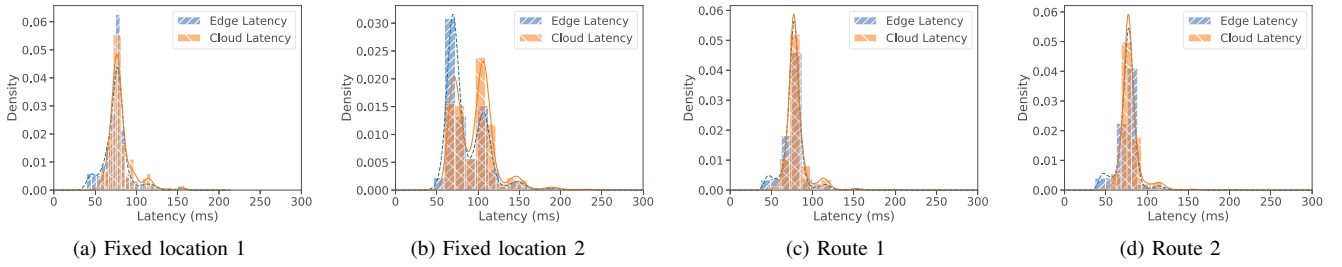 Density
0.06
0.05
0.04
0.03
0.02
0.01
0.00
Edge Latency
Cloud Latency
0 50 100 150 200 250 300
Latency (ms)
(a) Fixed location 1
Density
0.030
0.025
0.020
0.015
0.010
0.005
0.000
Edge Latency
Cloud Latency
0 50 100 150 200 250 300
Latency (ms)
(b) Fixed location 2
Density
0.06
0.05
0.04
0.03
0.02
0.01
0.00
Edge Latency
Cloud Latency
0 50 100 150 200 250 300
Latency (ms)
(c) Route 1
Density
0.06
0.05
0.04
0.03
0.02
0.01
0.00
Edge Latency
Cloud Latency
0 50 100 150 200 250 300
Latency (ms)
(d) Route 2